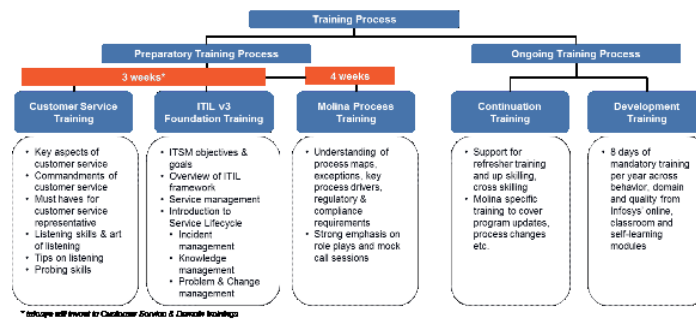 Training Process
Preparatory Training Process
Ongoing Training Process
3 weeks*
4 weeks
Customer Service
Training
ITIL v3
Foundation Training
Molina Process
Training
Continuation
Training
Development
Training
• Key aspects of
customer service
• Commandments of
customer service
• Must haves for
customer service
representative
• Listening skills & art
of listening
• Tips on listening
• Probing skills
• ITSM objectives &
goals
• Overview of ITIL
framework
• Service management
• Introduction to
Service Lifecycle
• Incident
management
• Knowledge
management
• Problem & Change
management
• Understanding of
process maps,
exceptions, key
process drivers,
regulatory &
compliance
requirements
• Strong emphasis on
role plays and mock
call sessions
• Support for
refresher training
and up skilling,
cross skilling
• Molina specific
training to cover
program updates,
process changes
etc.
• 8 days of
mandatory training
per year across
behavior, domain
and quality from
Infosys' online,
classroom and
self-learning
modules
* Infosys will invest in Customer Service & Domain trainings